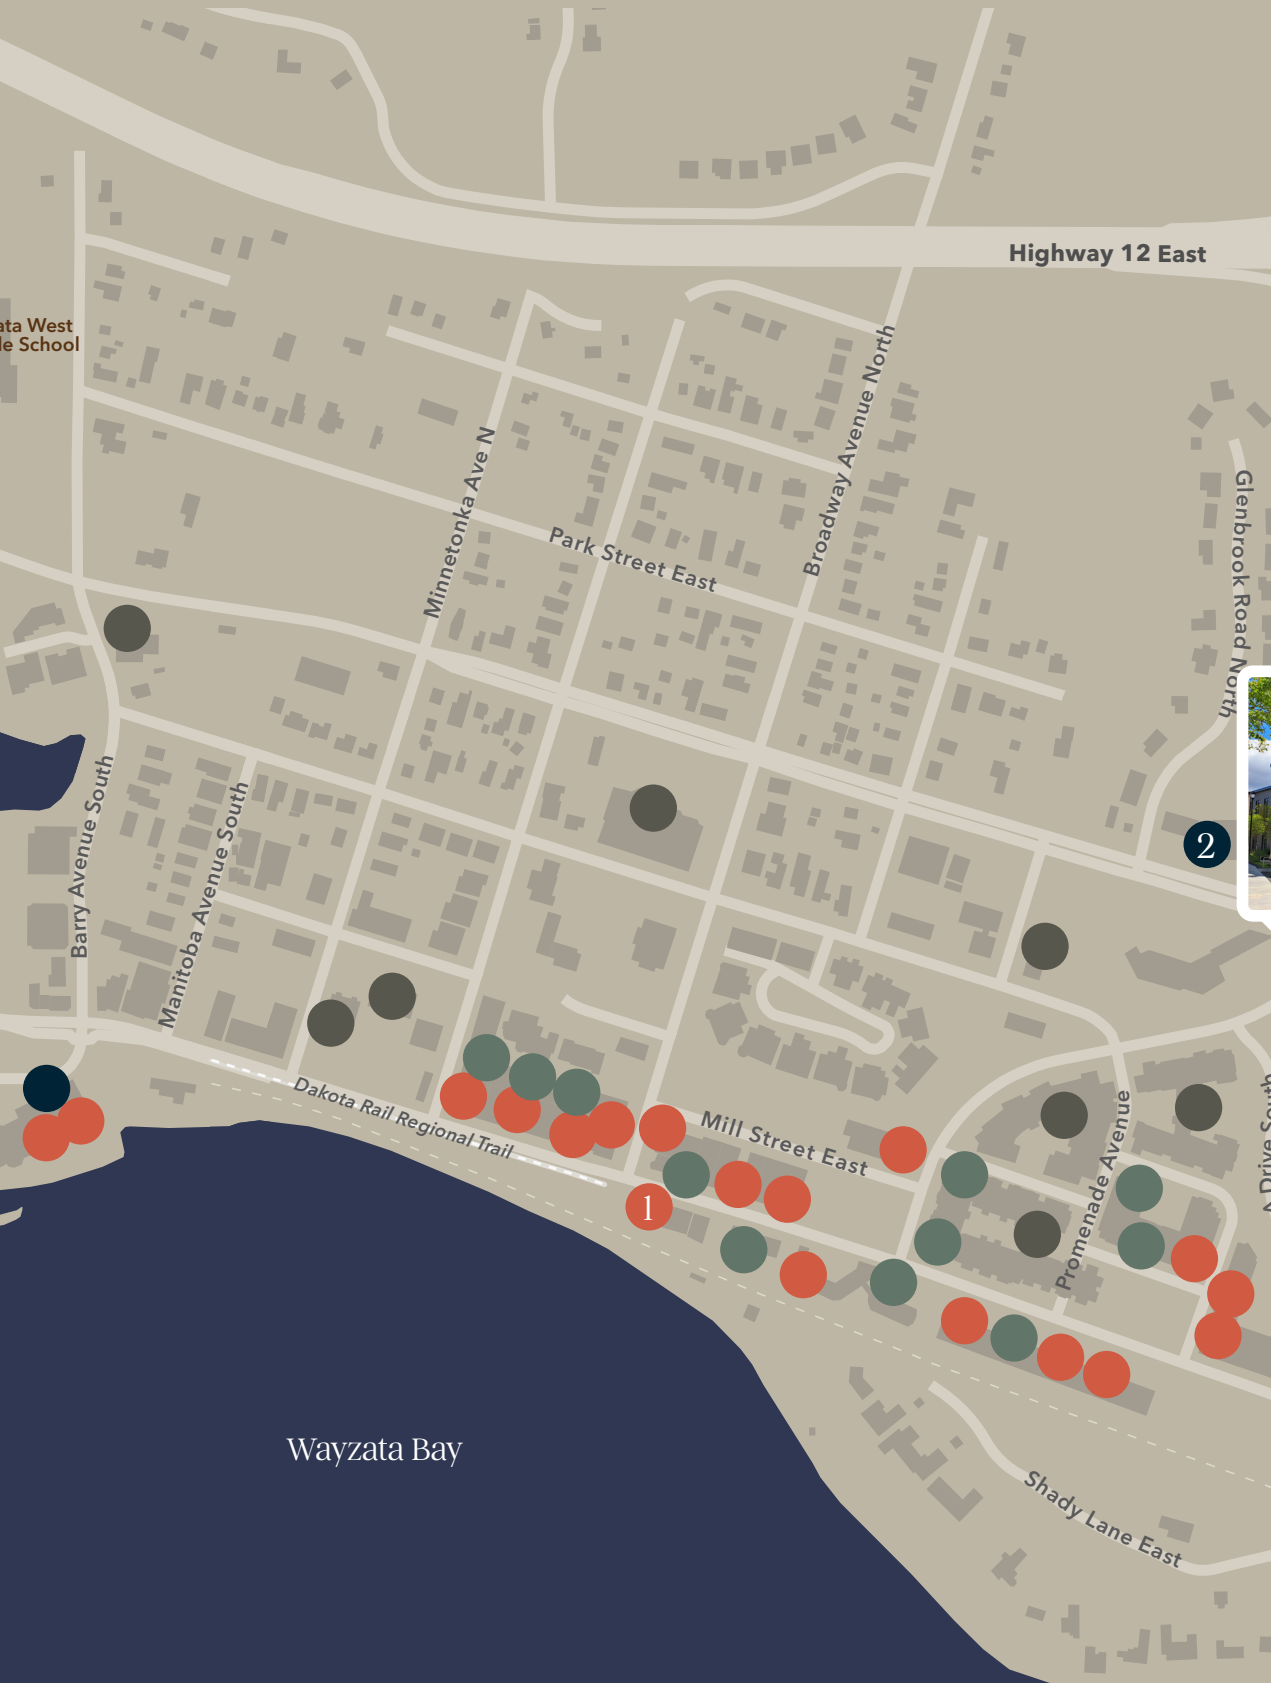 Highway 12 East
ata West
le School
Minnetonka Ave N
Broadway Avenue North
Park Street East
Glenbrook Road North
Barry Avenue South
Manitoba Avenue South
2
Dakota Rail Regional Trail
Mill Street East
Promenade Avenue
Drive South
1
Wayzata Bay
Shady Lane East